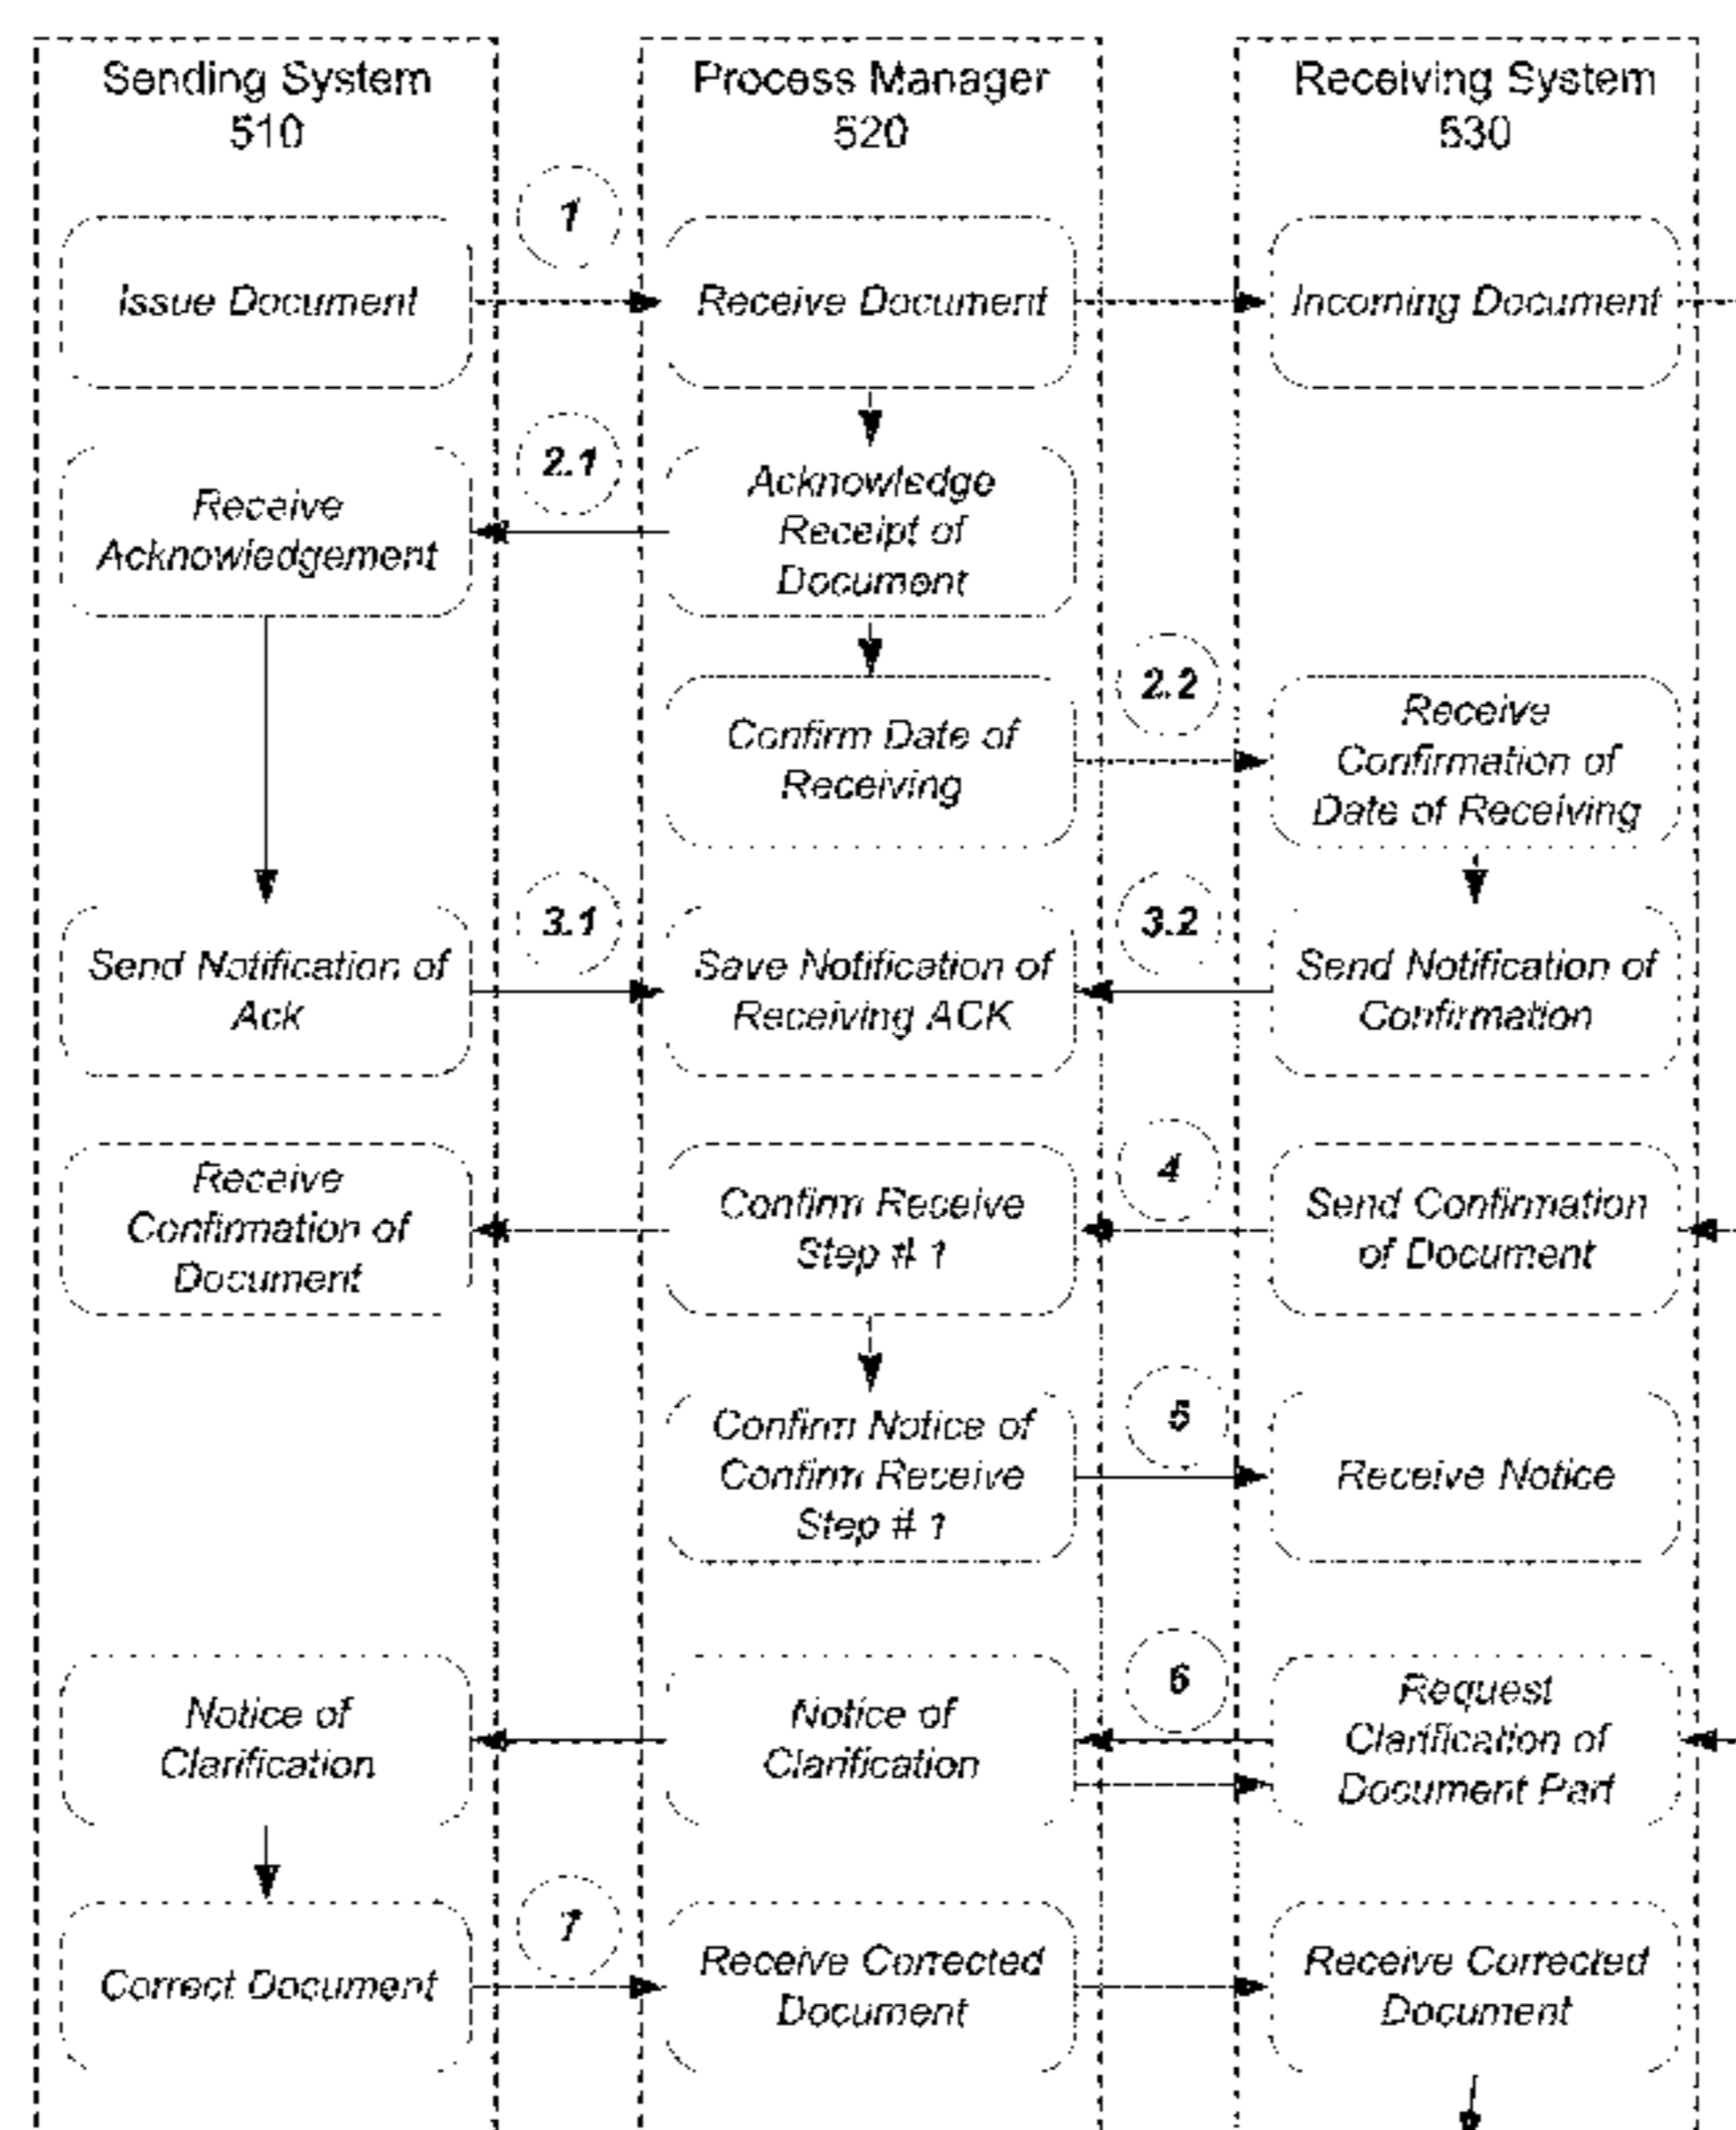 Sending System
510
Process Manager
520
Receiving System
530
1
Issue Document
Receive Document
Incoming Document
2.1
Receive
Acknowledgement
Acknowledge
Receipt of
Document
2.2
Confirm Date of
Receiving
Receive
Confirmation of
Date of Receiving
3.1
3.2
Send Notification of
Ack
Save Notification of
Receiving ACK
Send Notification of
Confirmation
4
Receive
Confirmation of
Document
Confirm Receive
Step # 1
Send Confirmation
of Document
5
Confirm Notice of
Confirm Receive
Step # 1
Receive Notice
6
Notice of
Clarification
Notice of
Clarification
Request
Clarification of
Document Part
7
Correct Document
Receive Corrected
Document
Receive Corrected
Document